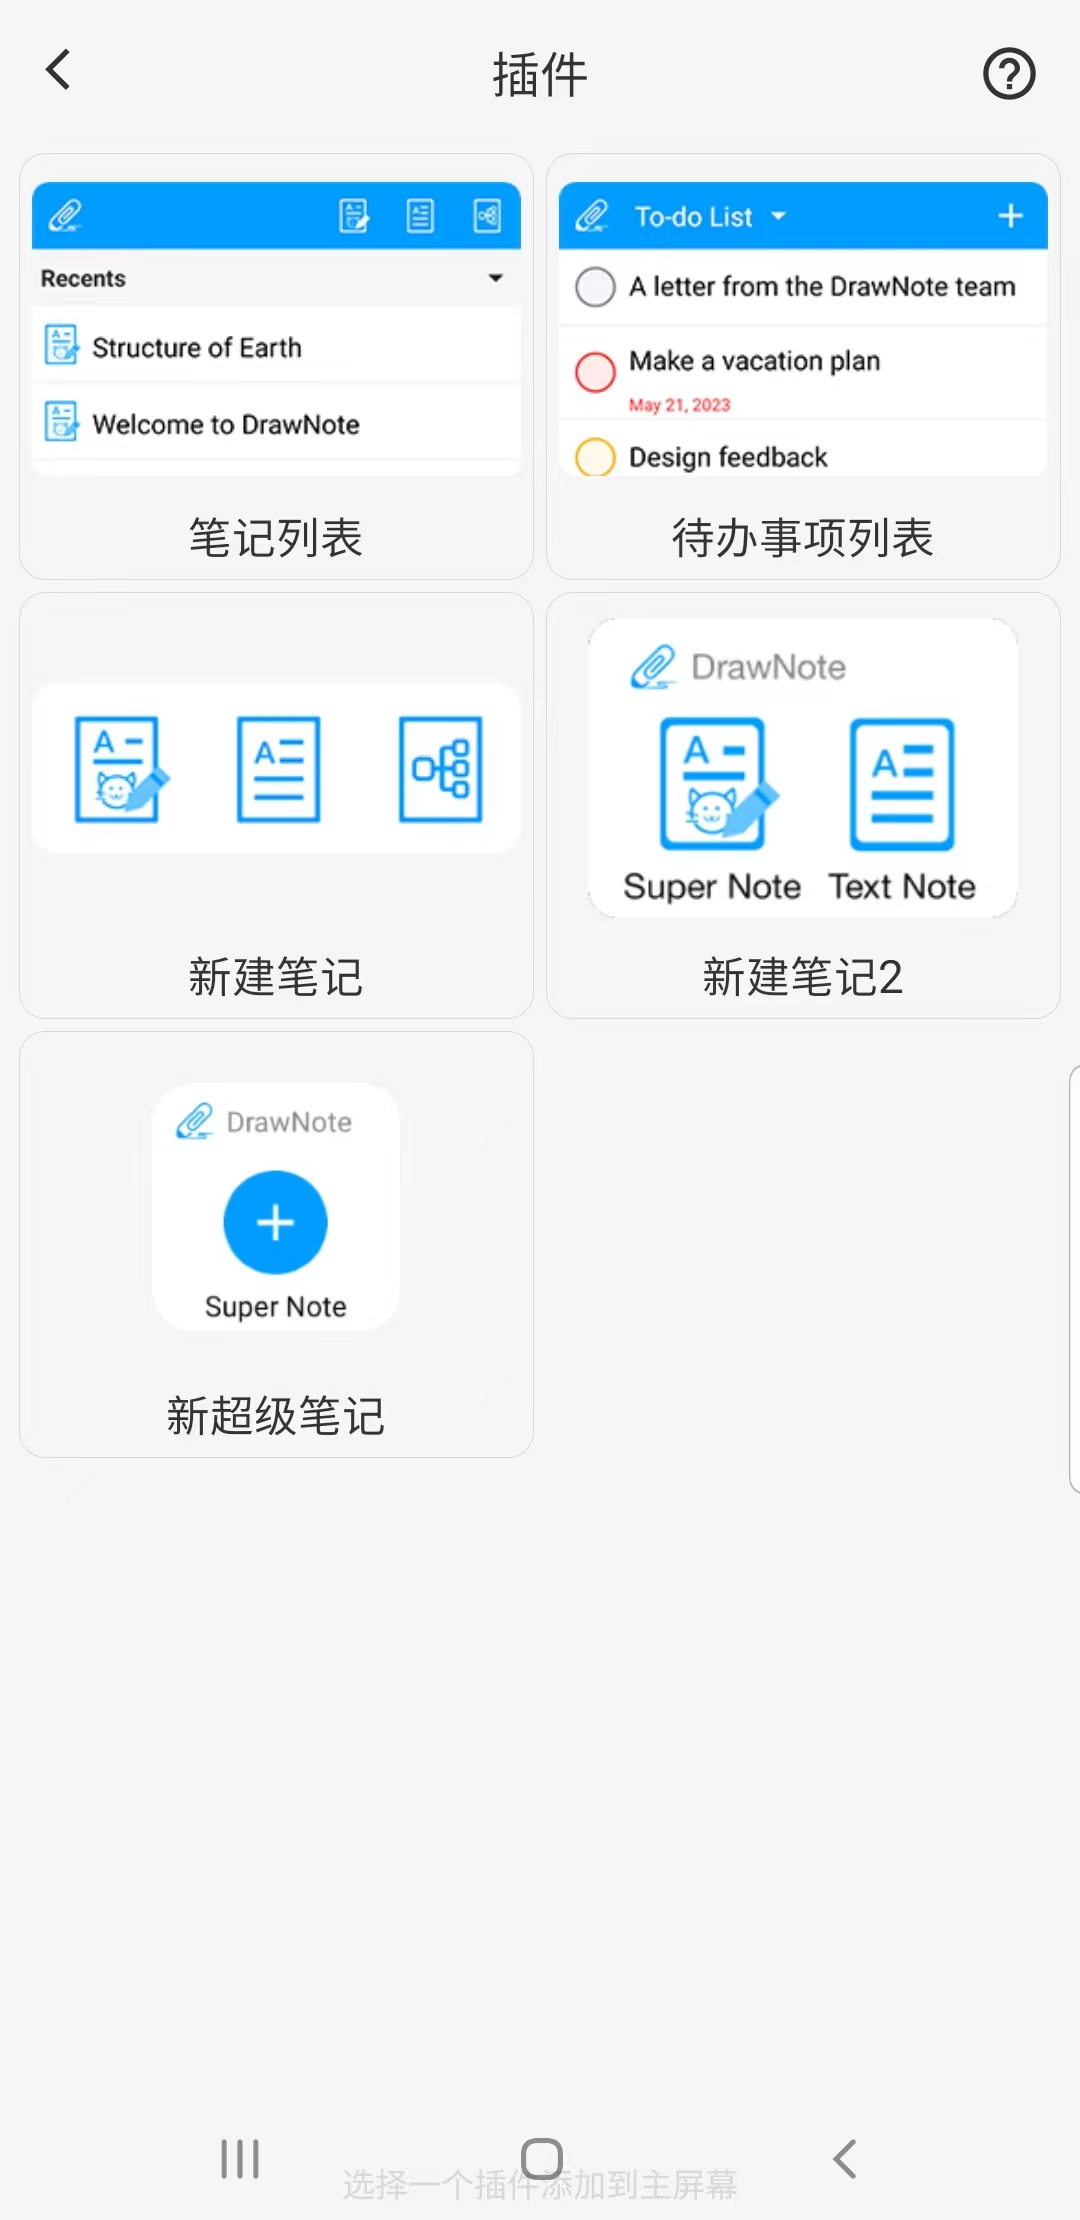 插件
To-do List
Recents
Structure of Earth
Welcome to DrawNote
A letter from the DrawNote team
Make a vacation plan
May 21, 2023
Design feedback
笔记列表
待办事项列表
DrawNote
Super Note
Text Note
新建笔记
新建笔记2
DrawNote
Super Note
新超级笔记
选择一个插件添加到主屏幕